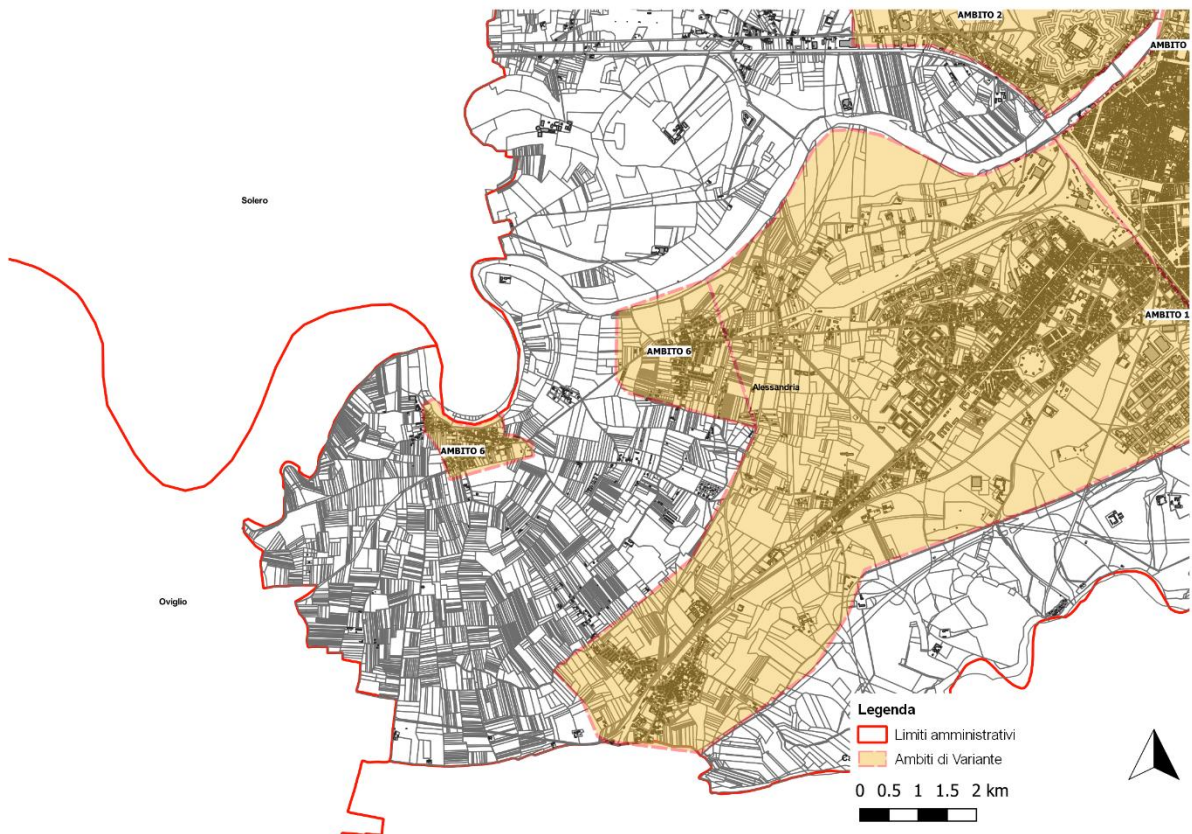 AMBITO 2
AMBITO
Solero
AMBITO 1
AMBITO 6
Alessandria
AMBITO 6
Oviglio
Legenda
Limiti amministrativi
Ambiti di Variante
0 0.5 1 1.5 2 km